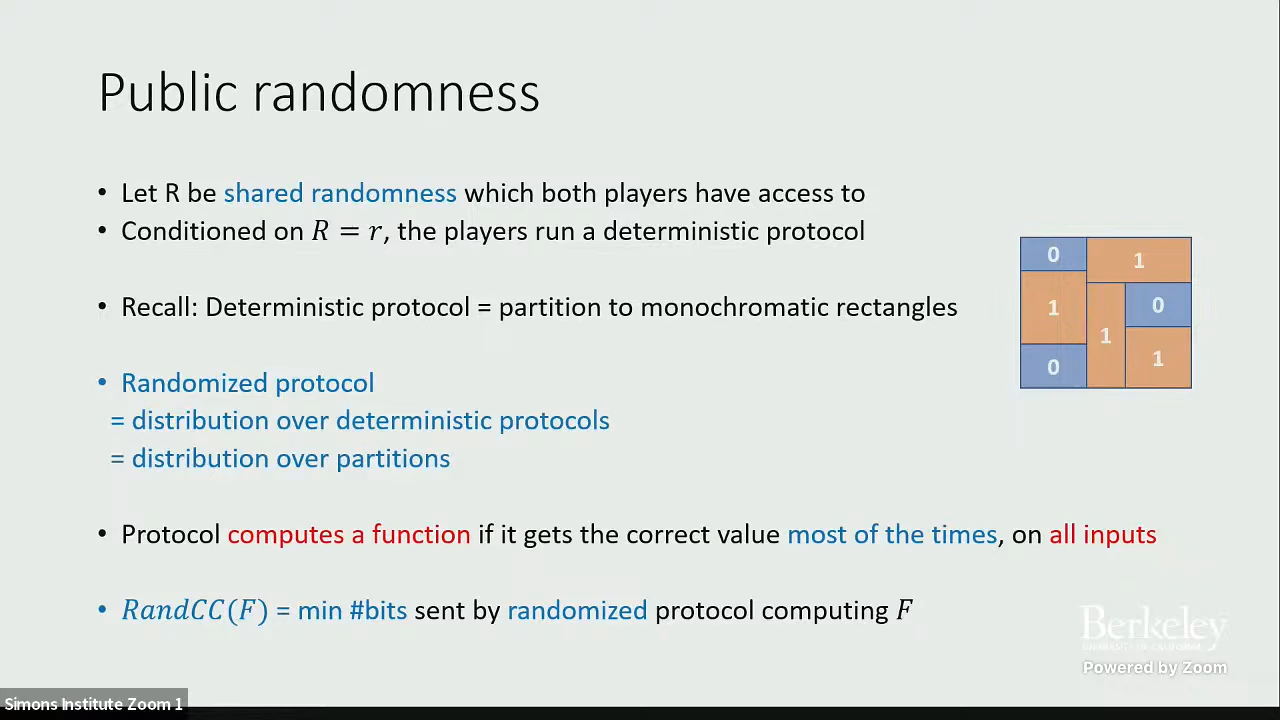 Public randomness
• Let R be shared randomness which both players have access to
• Conditioned on R = r, the players run a deterministic protocol
• Recall: Deterministic protocol = partition to monochromatic rectangles
0
1
1
0
1
0
1
• Randomized protocol
= distribution over deterministic protocols
= distribution over partitions
• Protocol computes a function if it gets the correct value most of the times, on all inputs
• RandCC(F) = min #bits sent by randomized protocol computing F
Berkeley
UNIVERSITY OF CALIFORNIA
Powered by Zoom
Simons Institute Zoom 1